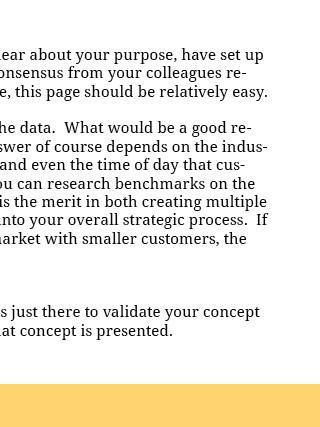 ear about your purpose, have set up
onsensus from your colleagues re-
e, this page should be relatively easy.
he data.  What would be a good re-
swer of course depends on the indus-
and even the time of day that cus-
ou can research benchmarks on the
is the merit in both creating multiple
into your overall strategic process.  If
arket with smaller customers, the
s just there to validate your concept
at concept is presented.